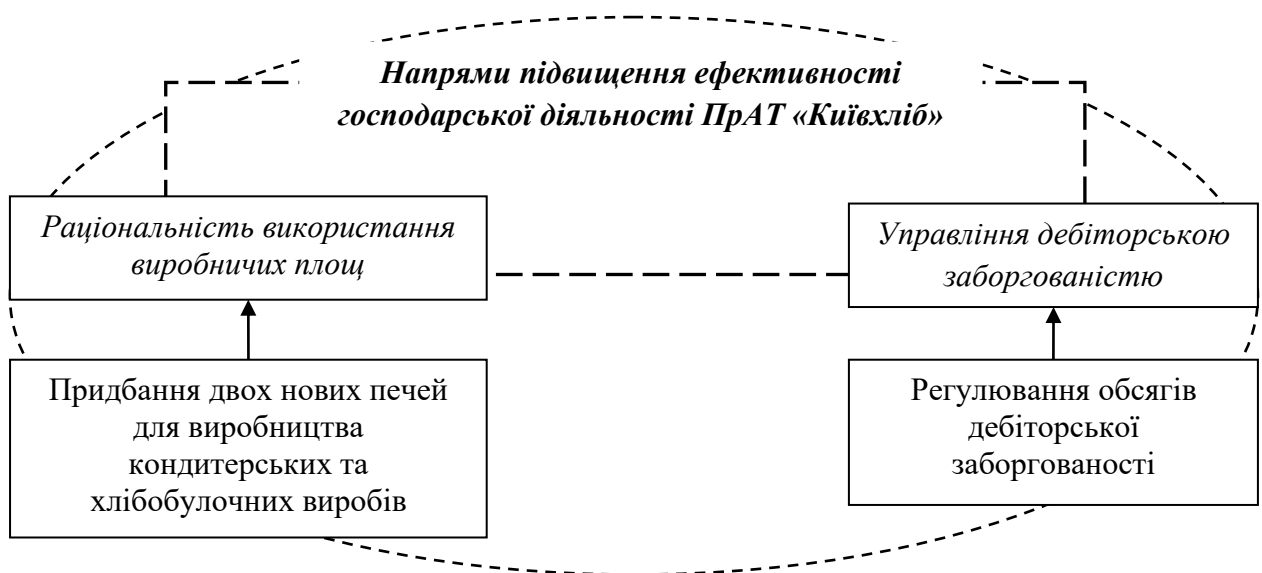 Напрями підвищення ефективності
господарської діяльності ПрАТ «Київхліб»
Раціональність використання
виробничих площ
Управління дебіторською
заборгованістю
Придбання двох нових печей
для виробництва
кондитерських та
хлібобулочних виробів
Регулювання обсягів
дебіторської
заборгованості